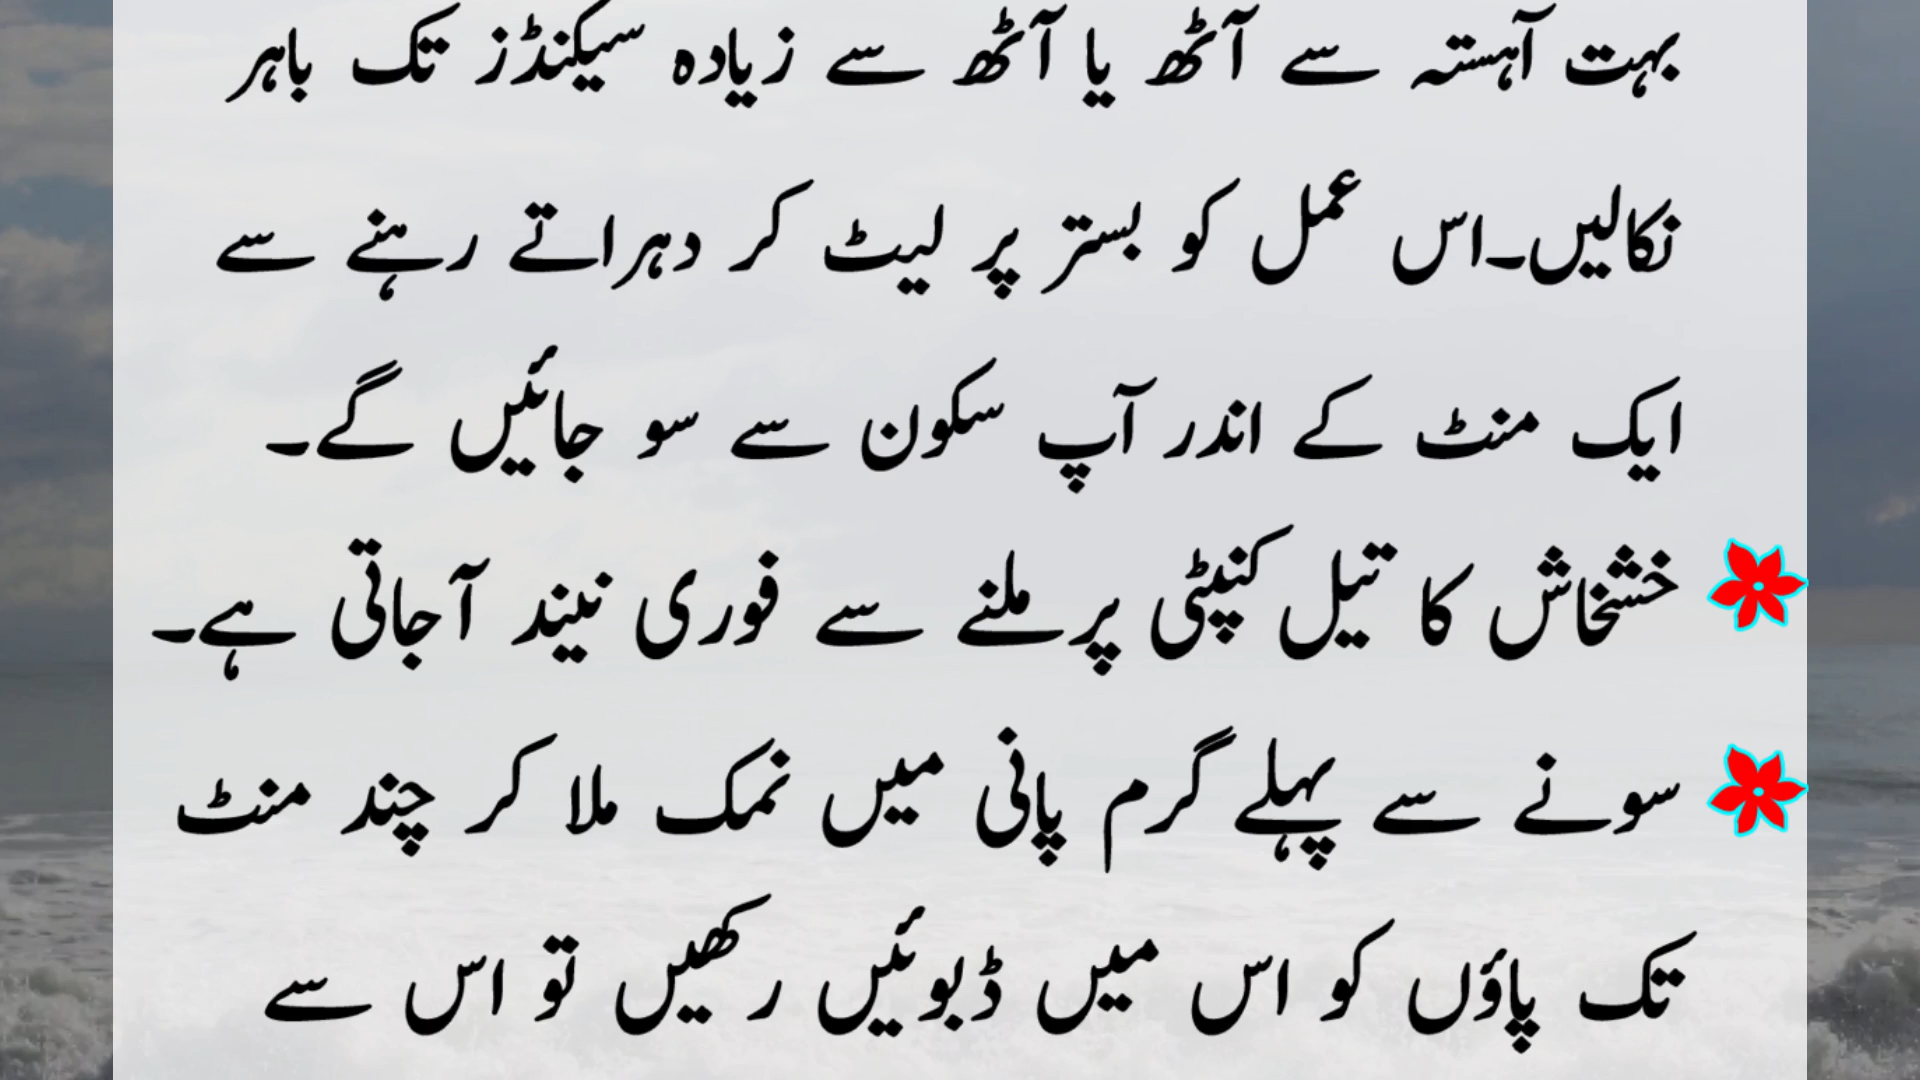 بہت آہستہ سے آٹھ یا آٹھ سے زیادہ سیکنڈز تک باہر
نکالیں۔اس عمل کو بستر پر لیٹ کر دہراتے رہنے سے
ایک منٹ کے اندر آپ سکون سے سو جائیں گے۔
خشخاش کا تیل کنپٹی پرملنے سے فوری نیند آجاتی ہے۔
سونے سے پہلے گرم پانی میں نمک ملا کر چند منٹ
تک پاؤں کو اس میں ڈبوئیں رکھیں تو اس سے